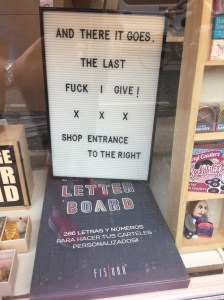 AND THERE IT GOES.
THE LAST
FUCK I GIVE!
X X X
SHOP ENTRANCE
TO THE RIGHT
LETTER
BOARD
286 LETRAS Y NÚMEROS
PARA HACER TUS CARTELES
PERSONALIZADOS!
FISURA